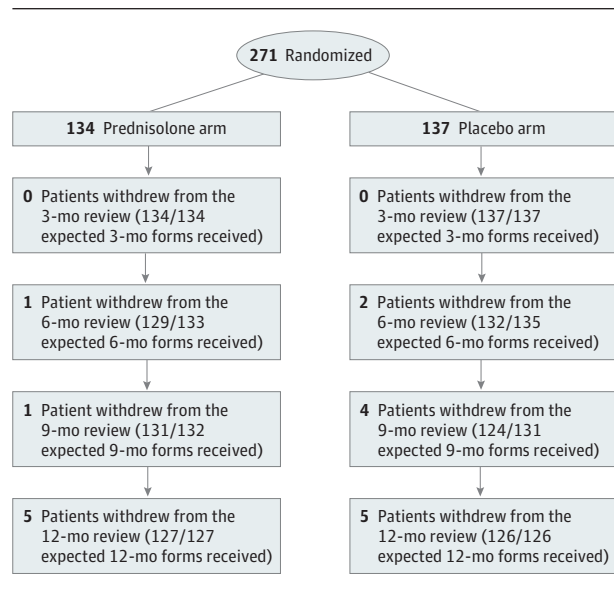 271 Randomized
134 Prednisolone arm
137 Placebo arm
0 Patients withdrew from the
3-mo review (134/134
expected 3-mo forms received)
0 Patients withdrew from the
3-mo review (137/137
expected 3-mo forms received)
1 Patient withdrew from the
6-mo review (129/133
expected 6-mo forms received)
2 Patients withdrew from the
6-mo review (132/135
expected 6-mo forms received)
1 Patient withdrew from the
9-mo review (131/132
expected 9-mo forms received)
4 Patients withdrew from the
9-mo review (124/131
expected 9-mo forms received)
5 Patients withdrew from the
12-mo review (127/127
expected 12-mo forms received)
5 Patients withdrew from the
12-mo review (126/126
expected 12-mo forms received)